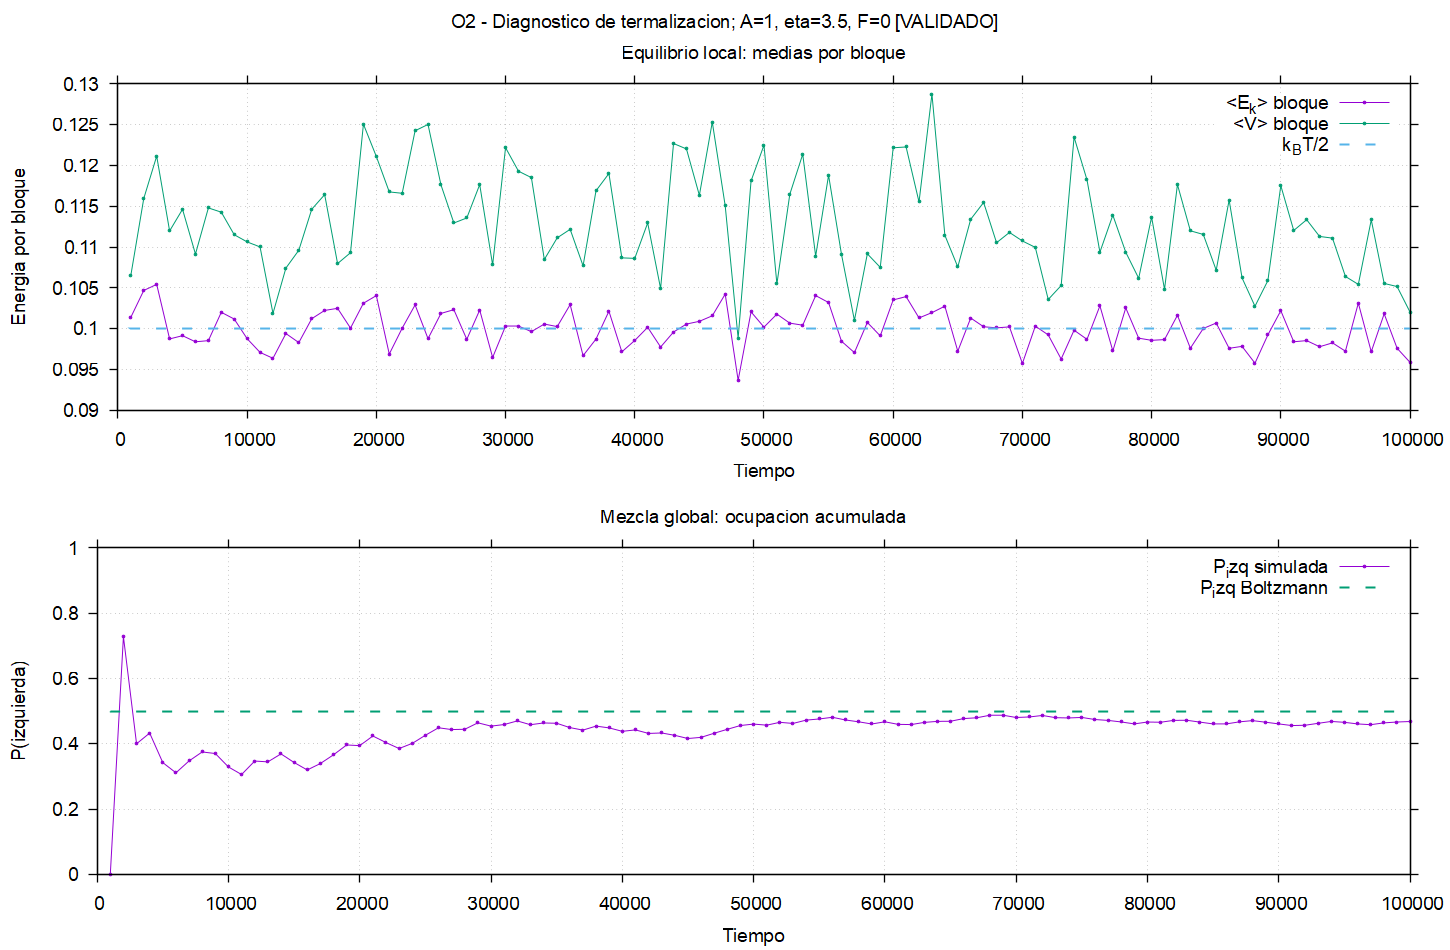 O2 - Diagnostico de termalizacion; A=1, eta=3.5, F=0 [VALIDADO]
Equilibrio local: medias por bloque
<E_k> bloque
<V> bloque
k_BT/2
0.13
0.125
0.12
0.115
0.11
0.105
0.1
0.095
0.09
Energia por bloque
0 10000 20000 30000 40000 50000 60000 70000 80000 90000 100000
Tiempo
Mezcla global: ocupacion acumulada
P_izq simulada
P_izq Boltzmann
1
0.8
0.6
0.4
0.2
0
P(izquierda)
0 10000 20000 30000 40000 50000 60000 70000 80000 90000 100000
Tiempo